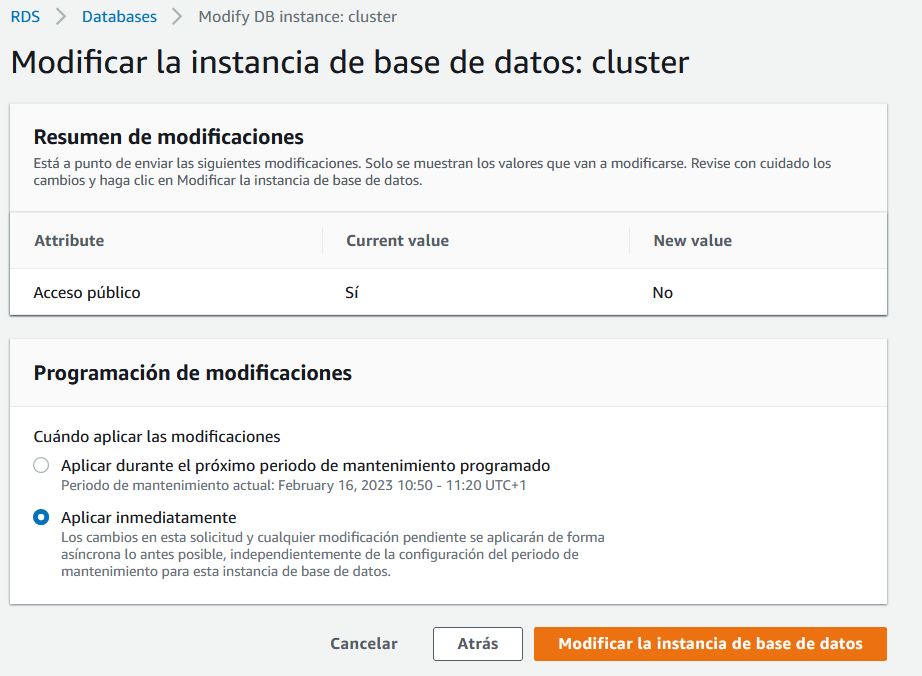 RDS > Databases > Modify DB instance: cluster
Modificar la instancia de base de datos: cluster
Resumen de modificaciones
Está a punto de enviar las siguientes modificaciones. Solo se muestran los valores que van a modificarse. Revise con cuidado los
cambios y haga clic en Modificar la instancia de base de datos.
Attribute Current value New value
Acceso público Sí No
Programación de modificaciones
Cuándo aplicar las modificaciones
Aplicar durante el próximo periodo de mantenimiento programado
Periodo de mantenimiento actual: February 16, 2023 10:50 - 11:20 UTC+1
Aplicar inmediatamente
Los cambios en esta solicitud y cualquier modificación pendiente se aplicarán de forma
asíncrona lo antes posible, independientemente de la configuración del periodo de
mantenimiento para esta instancia de base de datos.
Cancelar Atrás Modificar la instancia de base de datos